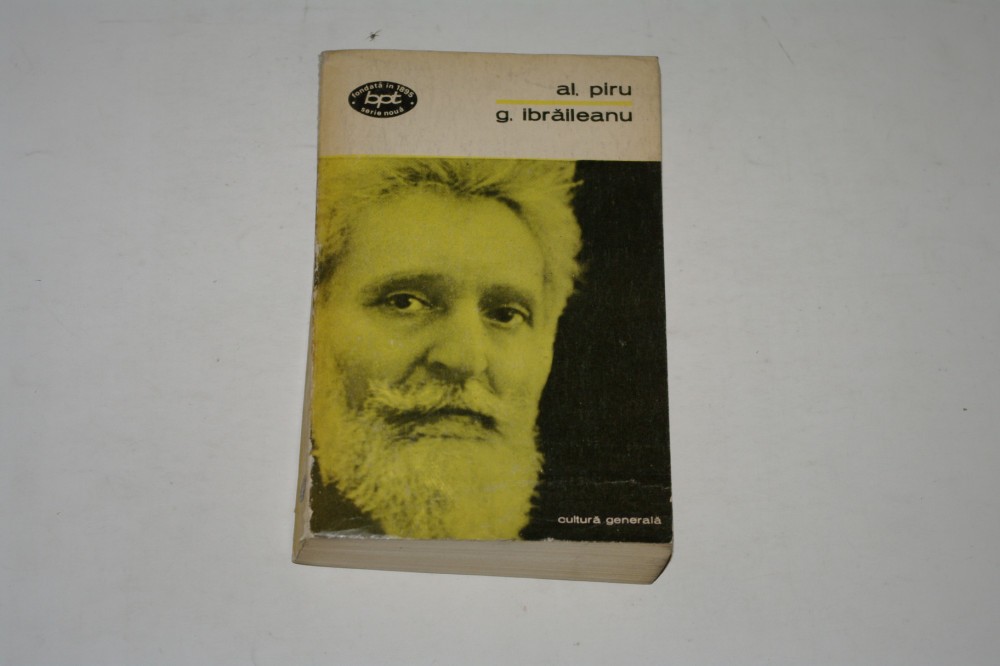 fondată în 1895
bpt
serie nouă
al. piru
g. ibrăileanu
cultură generală